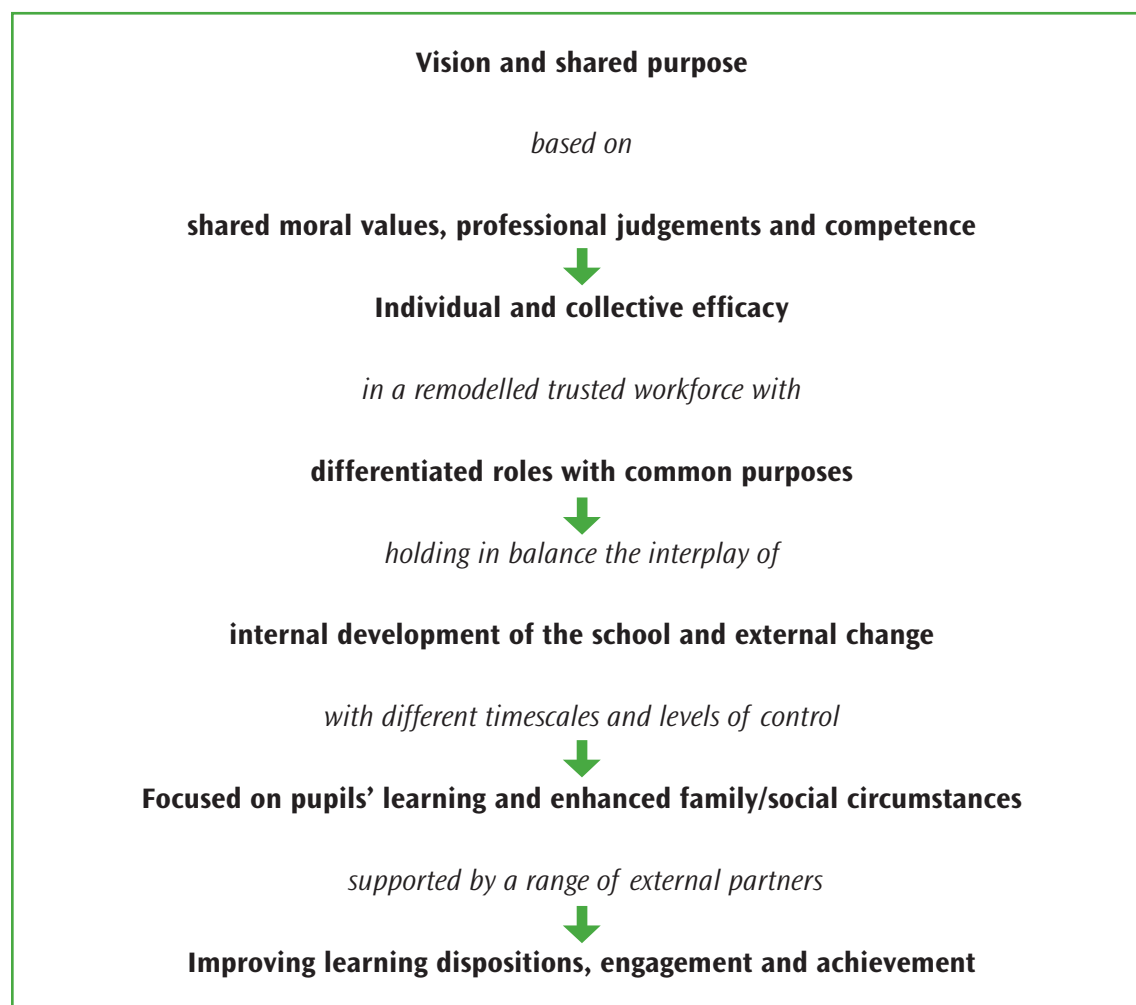 Vision and shared purpose
based on
shared moral values, professional judgements and competence
Individual and collective efficacy
in a remodelled trusted workforce with
differentiated roles with common purposes
holding in balance the interplay of
internal development of the school and external change
with different timescales and levels of control
Focused on pupils’ learning and enhanced family/social circumstances
supported by a range of external partners
Improving learning dispositions, engagement and achievement